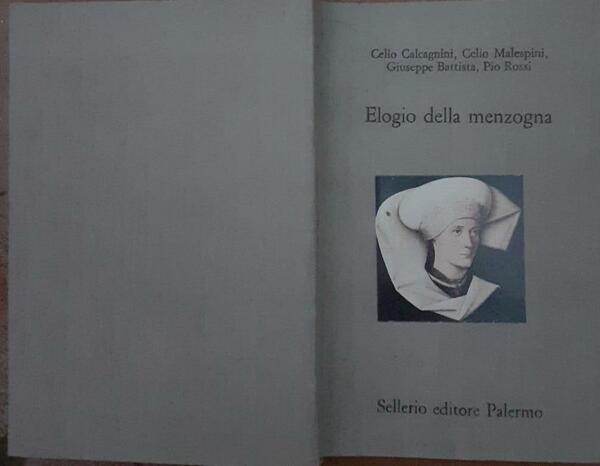 Celio Calcagnini, Celio Malespini,
Giuseppe Battista, Pio Rossi
Elogio della menzogna
Sellerio editore Palermo